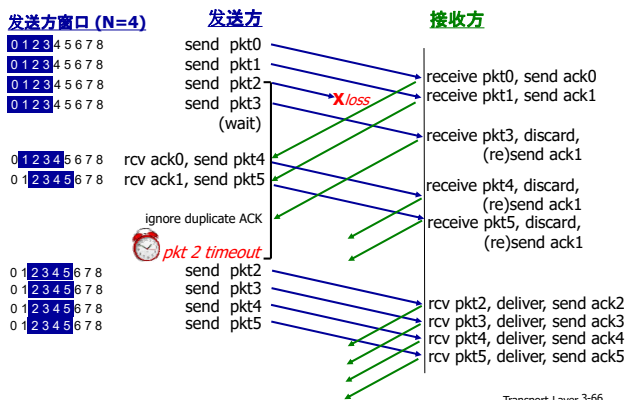 发送方窗口 (N=4)
发送方
接收方
0 1 2 3 4 5 6 7 8
send pkt0
0 1 2 3 4 5 6 7 8
send pkt1
0 1 2 3 4 5 6 7 8
send pkt2
0 1 2 3 4 5 6 7 8
send pkt3
(wait)
Xloss
receive pkt0, send ack0
receive pkt1, send ack1
receive pkt3, discard,
(re)send ack1
0 1 2 3 4 5 6 7 8
rcv ack0, send pkt4
0 1 2 3 4 5 6 7 8
rcv ack1, send pkt5
receive pkt4, discard,
(re)send ack1
receive pkt5, discard,
(re)send ack1
ignore duplicate ACK
pkt 2 timeout
0 1 2 3 4 5 6 7 8
send pkt2
0 1 2 3 4 5 6 7 8
send pkt3
0 1 2 3 4 5 6 7 8
send pkt4
0 1 2 3 4 5 6 7 8
send pkt5
rcv pkt2, deliver, send ack2
rcv pkt3, deliver, send ack3
rcv pkt4, deliver, send ack4
rcv pkt5, deliver, send ack5
Transport Layer 3-66